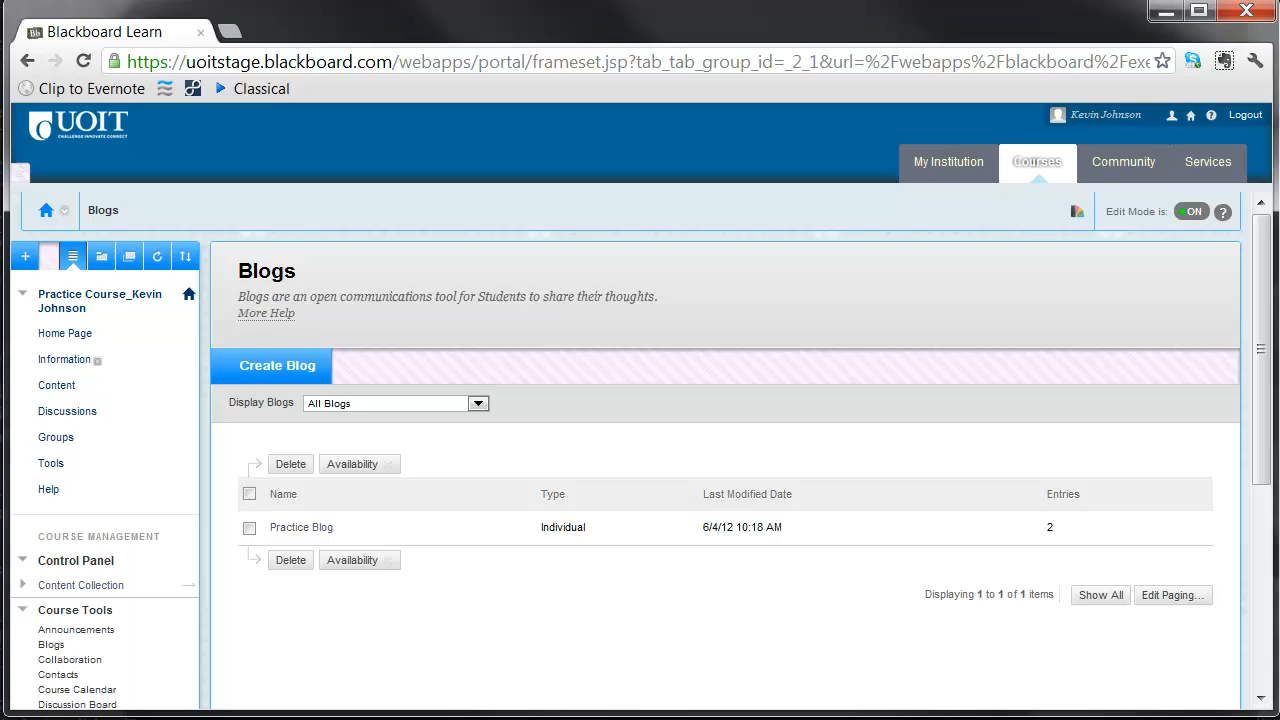 Blackboard Learn
https://uoitstage.blackboard.com/webapps/portal/frameset.jsp?tab_tab_group_id=_2_1&url=%2Fwebapps%2Fblackboard%2Fexe
Clip to Evernote
Classical
UOIT
CHALLENGE INNOVATE CONNECT
Kevin Johnson
Logout
My Institution
Courses
Community
Services
Blogs
Edit Mode is:
ON
Practice Course_Kevin
Johnson
Home Page
Information
Content
Discussions
Groups
Tools
Help
COURSE MANAGEMENT
Control Panel
Content Collection
Course Tools
Announcements
Blogs
Collaboration
Contacts
Course Calendar
Discussion Board
Blogs
Blogs are an open communications tool for Students to share their thoughts.
More Help
Create Blog
Display Blogs All Blogs
Delete Availability
Name Type Last Modified Date Entries
Practice Blog Individual 6/4/12 10:18 AM 2
Delete Availability
Displaying 1 to 1 of 1 items Show All Edit Paging...